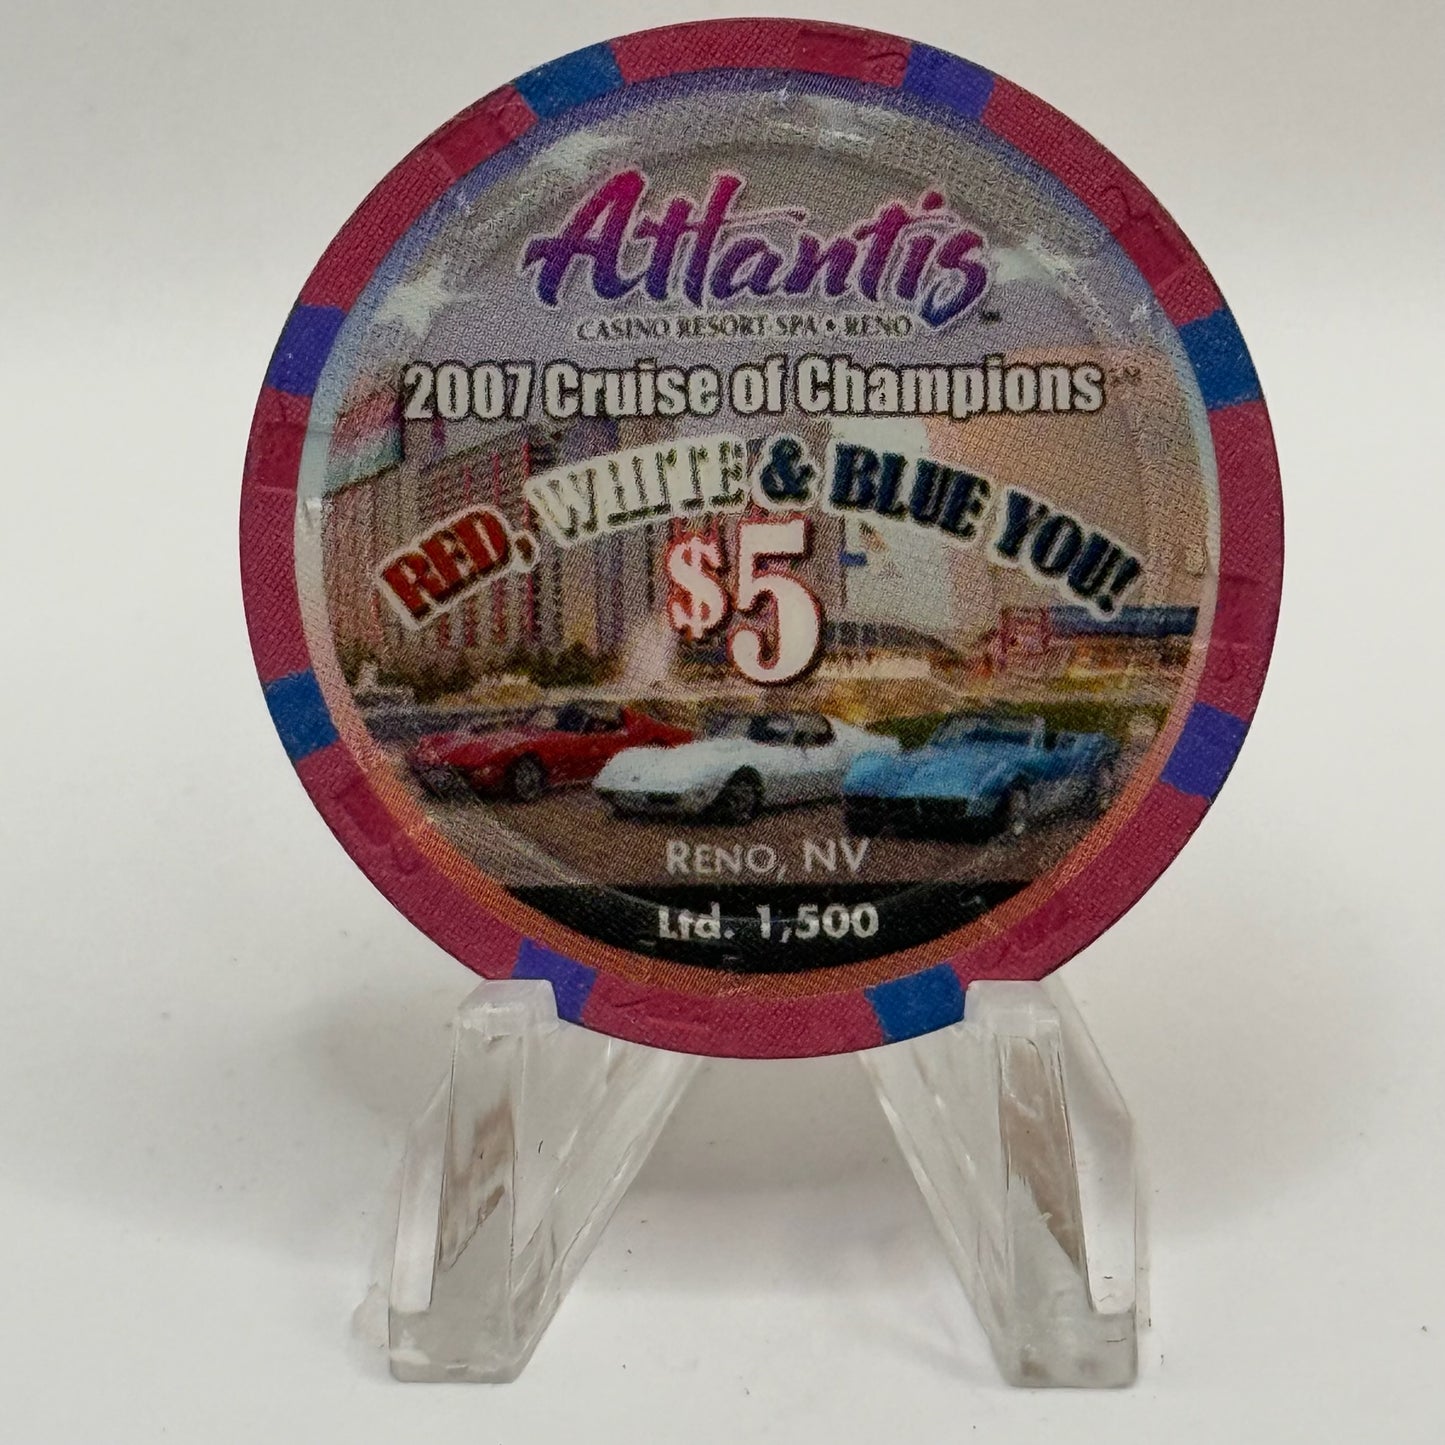 Atlantis
CASINO RESORT SPA • RENO
2007 Cruise of Champions
RED, WHITE & BLUE YOU!
$5
RENO, NV
Ltd. 1,500